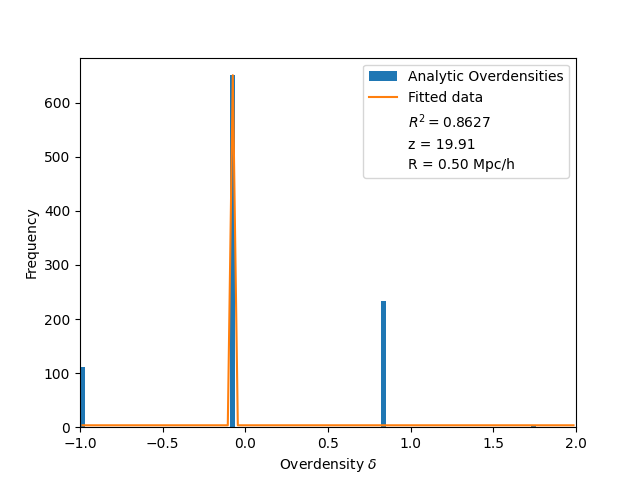 Analytic Overdensities
Fitted data
R² = 0.8627
z = 19.91
R = 0.50 Mpc/h
600
500
400
300
200
100
0
Frequency
−1.0 −0.5 0.0 0.5 1.0 1.5 2.0
Overdensity δ